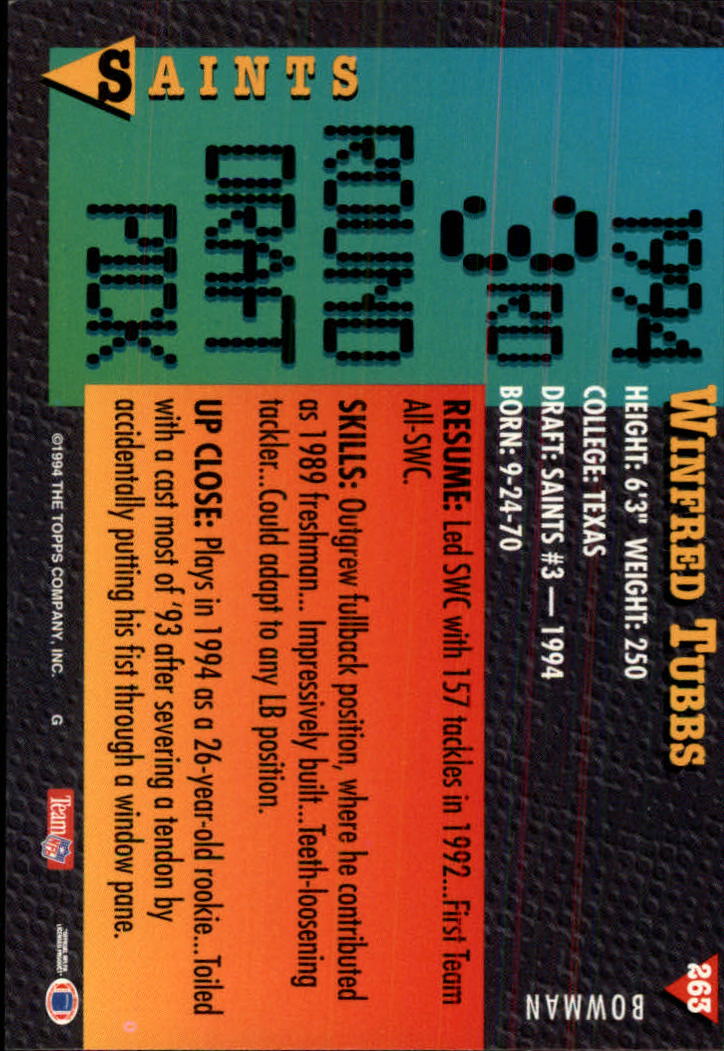 WINFRED TUBBS
263
HEIGHT: 6'3" WEIGHT: 250
COLLEGE: TEXAS
DRAFT: SAINTS #3 — 1994
BORN: 9-24-70
BOWMAN
1994
3RD
ROUND
DRAFT
PICK
SAINTS
RESUME: Led SWC with 157 tackles in 1992...First Team
All-SWC.
SKILLS: Outgrew fullback position, where he contributed
as 1989 freshman... Impressively built...Teeth-loosening
tackler...Could adapt to any LB position.
UP CLOSE: Plays in 1994 as a 26-year-old rookie...Toiled
with a cast most of '93 after severing a tendon by
accidentally putting his fist through a window pane.
©1994 THE TOPPS COMPANY, INC. G
Team NFL